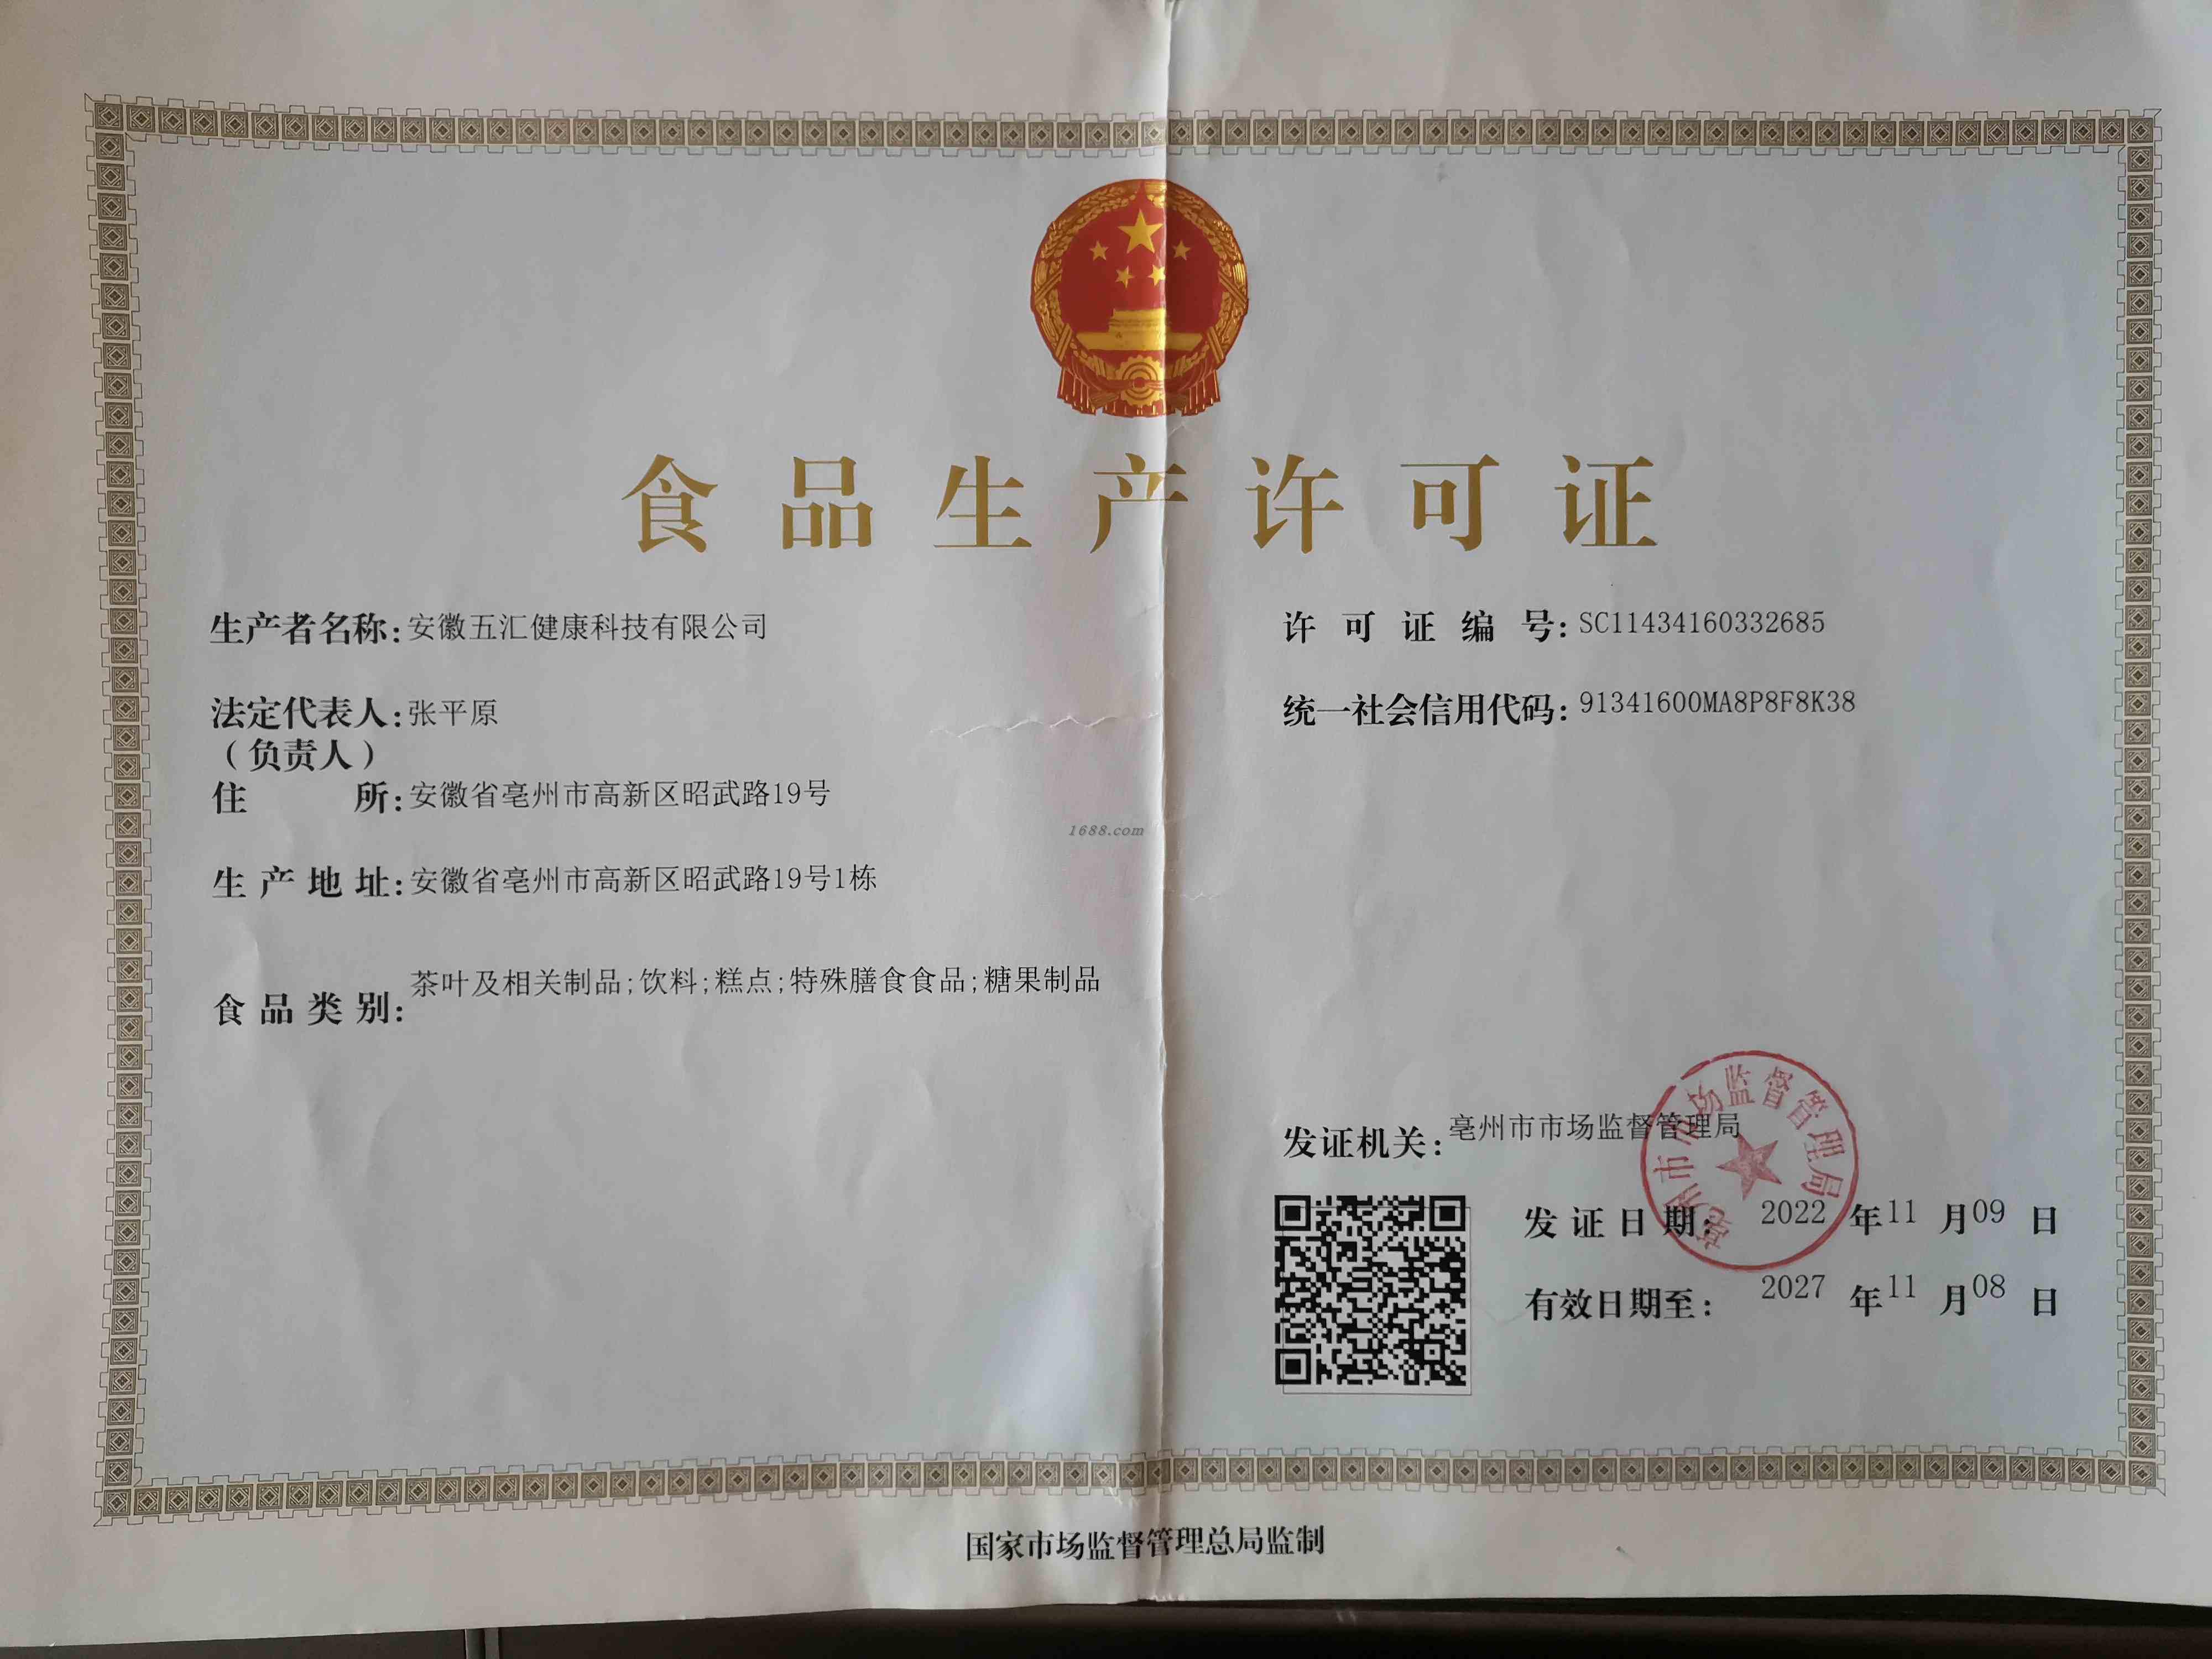 食品生产许可证
生产者名称:安徽五汇健康科技有限公司
许可证编号:SC11434160332685
法定代表人:张平原
(负责人)
统一社会信用代码:91341600MA8P8F8K38
住所:安徽省亳州市高新区昭武路19号
1688.com
生产地址:安徽省亳州市高新区昭武路19号1栋
食品类别:茶叶及相关制品;饮料;糕点;特殊膳食食品;糖果制品
发证机关:亳州市市场监督管理局
亳州市市场监督管理局
发证日期:2022年11月09日
有效日期至:2027年11月08日
国家市场监督管理总局监制